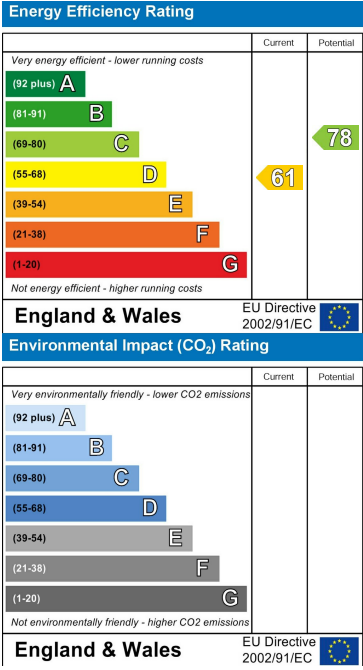 Energy Efficiency Rating
Current Potential
Very energy efficient - lower running costs
(92 plus) A
(81-91) B
(69-80) C
78
(55-68) D
61
(39-54) E
(21-38) F
(1-20) G
Not energy efficient - higher running costs
England & Wales
EU Directive
2002/91/EC
Environmental Impact (CO₂) Rating
Current Potential
Very environmentally friendly - lower CO2 emissions
(92 plus) A
(81-91) B
(69-80) C
(55-68) D
(39-54) E
(21-38) F
(1-20) G
Not environmentally friendly - higher CO2 emissions
England & Wales
EU Directive
2002/91/EC